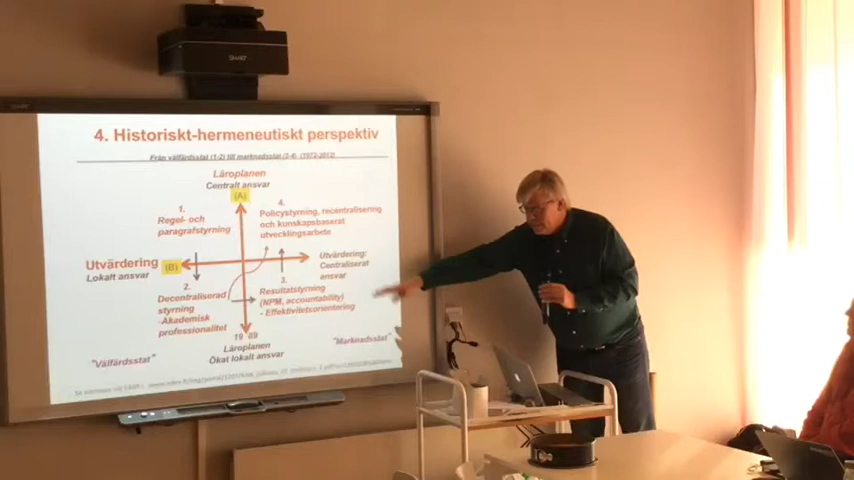 SMART
4. Historiskt-hermeneutiskt perspektiv
Från välfärdsstat (1-2) till marknadsstat (3-4) (1972-2012)
Läroplanen
Centralt ansvar
(A)
1.
Regel- och
paragrafstyrning
4.
Policystyrning, recentralisering
och kunskapsbaserat
utvecklingsarbete
Utvärdering
Lokalt ansvar
(B)
Utvärdering:
Centraliserat
ansvar
2.
Decentraliserad
styrning
-Akademisk
professionalitet
3.
Resultatstyrning
(NPM, accountability)
- Effektivitetsorientering
19 89
Läroplanen
Ökat lokalt ansvar
"Välfärdsstat"
"Marknadsstat"